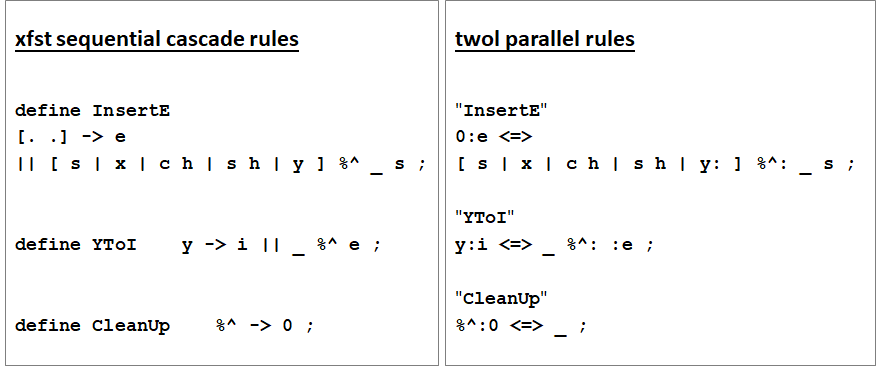 xfst sequential cascade rules
define InsertE
[. .] -> e
|| [ s | x | c h | s h | y ] %^ _ s ;
define YToI    y -> i || _ %^ e ;
define CleanUp    %^ -> 0 ;
twol parallel rules
"InsertE"
0:e <=>
[ s | x | c h | s h | y: ] %^: _ s ;
"YToI"
y:i <=> _ %^: :e ;
"CleanUp"
%^:0 <=> _ ;